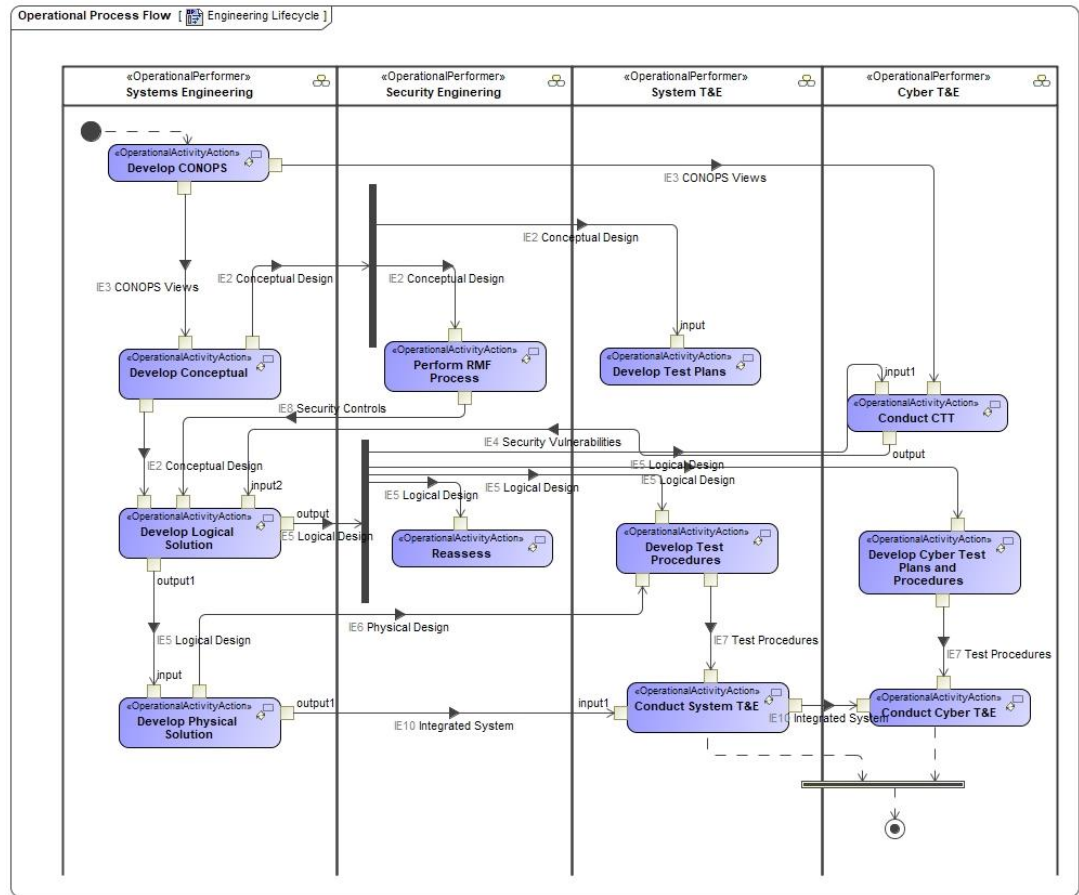 Operational Process Flow [ Engineering Lifecycle ]
«OperationalPerformer»
Systems Engineering
«OperationalPerformer»
Security Enginering
«OperationalPerformer»
System T&E
«OperationalPerformer»
Cyber T&E
«OperationalActivityAction»
Develop CONOPS
IE3 CONOPS Views
IE2 Conceptual Design
IE2 Conceptual Design
IE2 Conceptual Design
IE3 CONOPS Views
input
«OperationalActivityAction»
Develop Conceptual
«OperationalActivityAction»
Perform RMF
Process
«OperationalActivityAction»
Develop Test Plans
input1
«OperationalActivityAction»
Conduct CTT
IE8 Security Controls
IE4 Security Vulnerabilities
output
IE2 Conceptual Design
IE5 Logical Design
IE5 Logical Design
input2
IE5 Logical Design
IE5 Logical Design
«OperationalActivityAction»
Develop Logical
Solution
output
IE5 Logical Design
«OperationalActivityAction»
Reassess
«OperationalActivityAction»
Develop Test
Procedures
«OperationalActivityAction»
Develop Cyber Test
Plans and
Procedures
output1
IE6 Physical Design
IE5 Logical Design
IE7 Test Procedures
IE7 Test Procedures
input
«OperationalActivityAction»
Develop Physical
Solution
output1
IE10 Integrated System
input1
«OperationalActivityAction»
Conduct System T&E
IE10 Integrated System
«OperationalActivityAction»
Conduct Cyber T&E